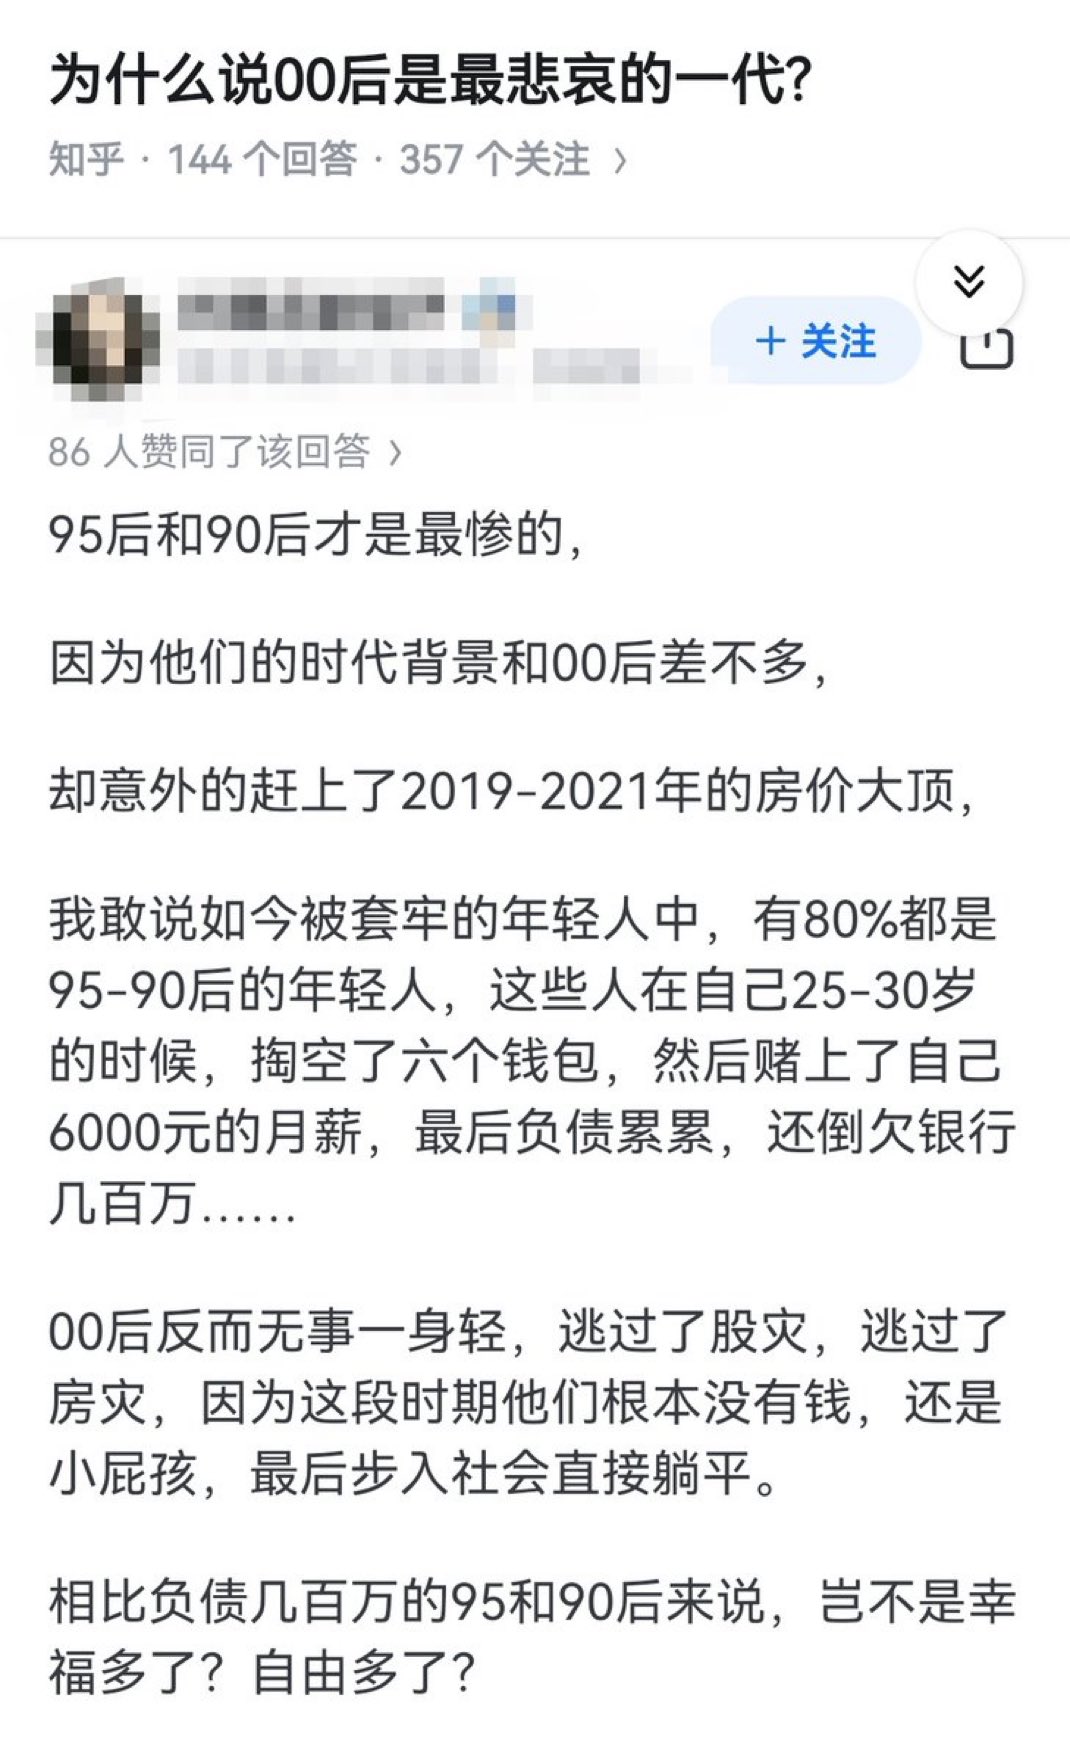 为什么说00后是最悲哀的一代?
知乎 · 144 个回答 · 357 个关注 >
+ 关注
86 人赞同了该回答 >
95后和90后才是最惨的，
因为他们的时代背景和00后差不多，
却意外的赶上了2019-2021年的房价大顶，
我敢说如今被套牢的年轻人中，有80%都是
95-90后的年轻人，这些人在自己25-30岁
的时候，掏空了六个钱包，然后赌上了自己
6000元的月薪，最后负债累累，还倒欠银行
几百万……
00后反而无事一身轻，逃过了股灾，逃过了
房灾，因为这段时期他们根本没有钱，还是
小屁孩，最后步入社会直接躺平。
相比负债几百万的95和90后来说，岂不是幸
福多了？自由多了？